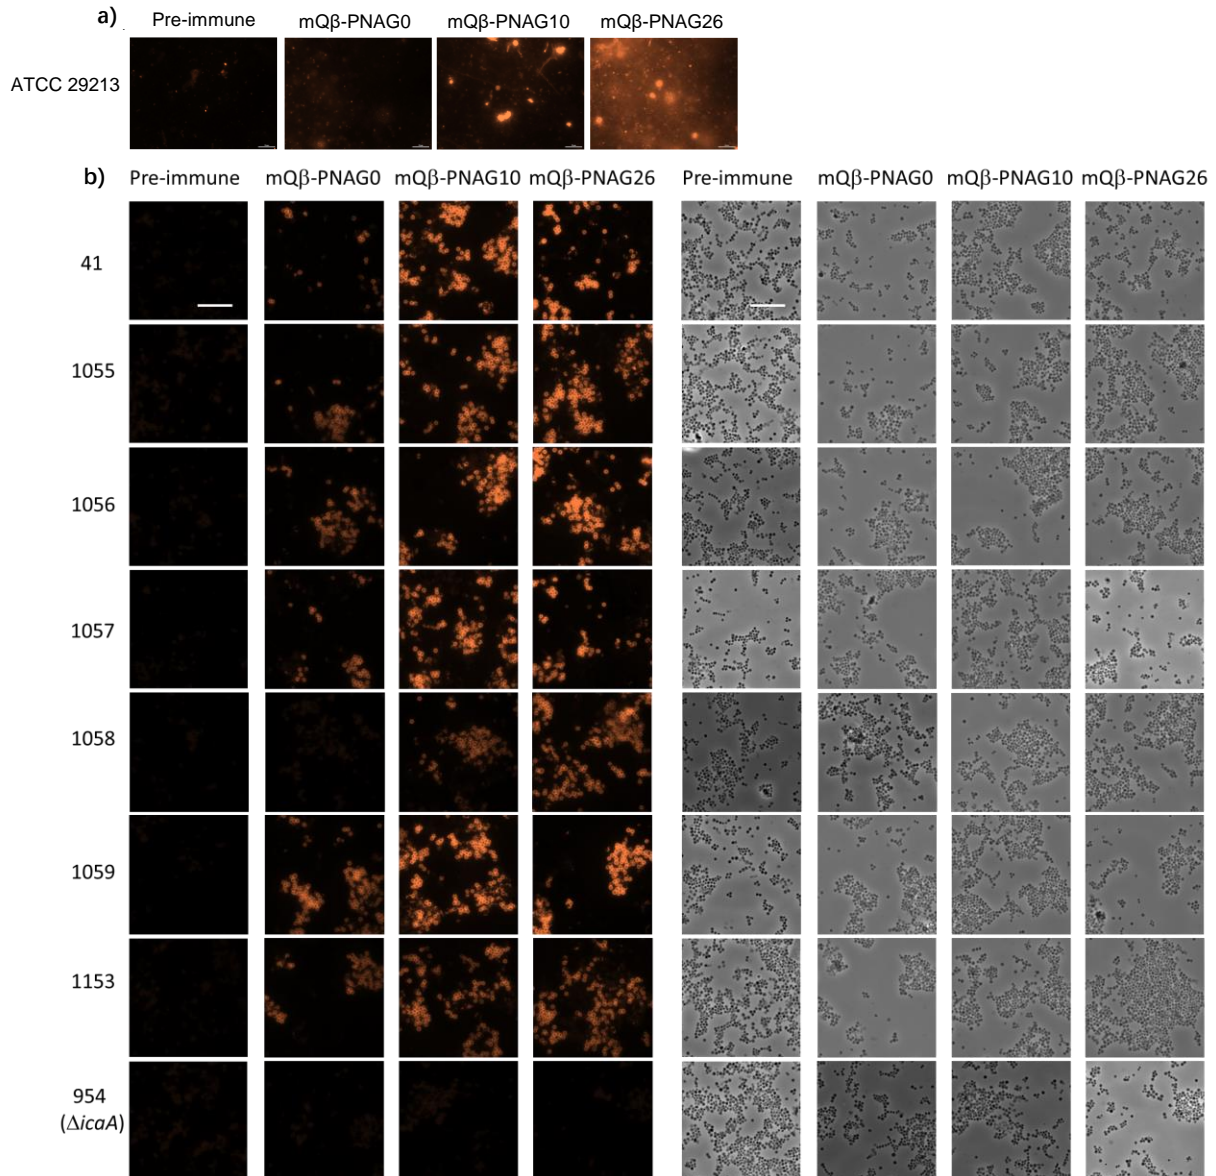 a)
Pre-immune mQβ-PNAG0 mQβ-PNAG10 mQβ-PNAG26
ATCC 29213
b) Pre-immune mQβ-PNAG0 mQβ-PNAG10 mQβ-PNAG26 Pre-immune mQβ-PNAG0 mQβ-PNAG10 mQβ-PNAG26
41
1055
1056
1057
1058
1059
1153
954
(ΔicaA)